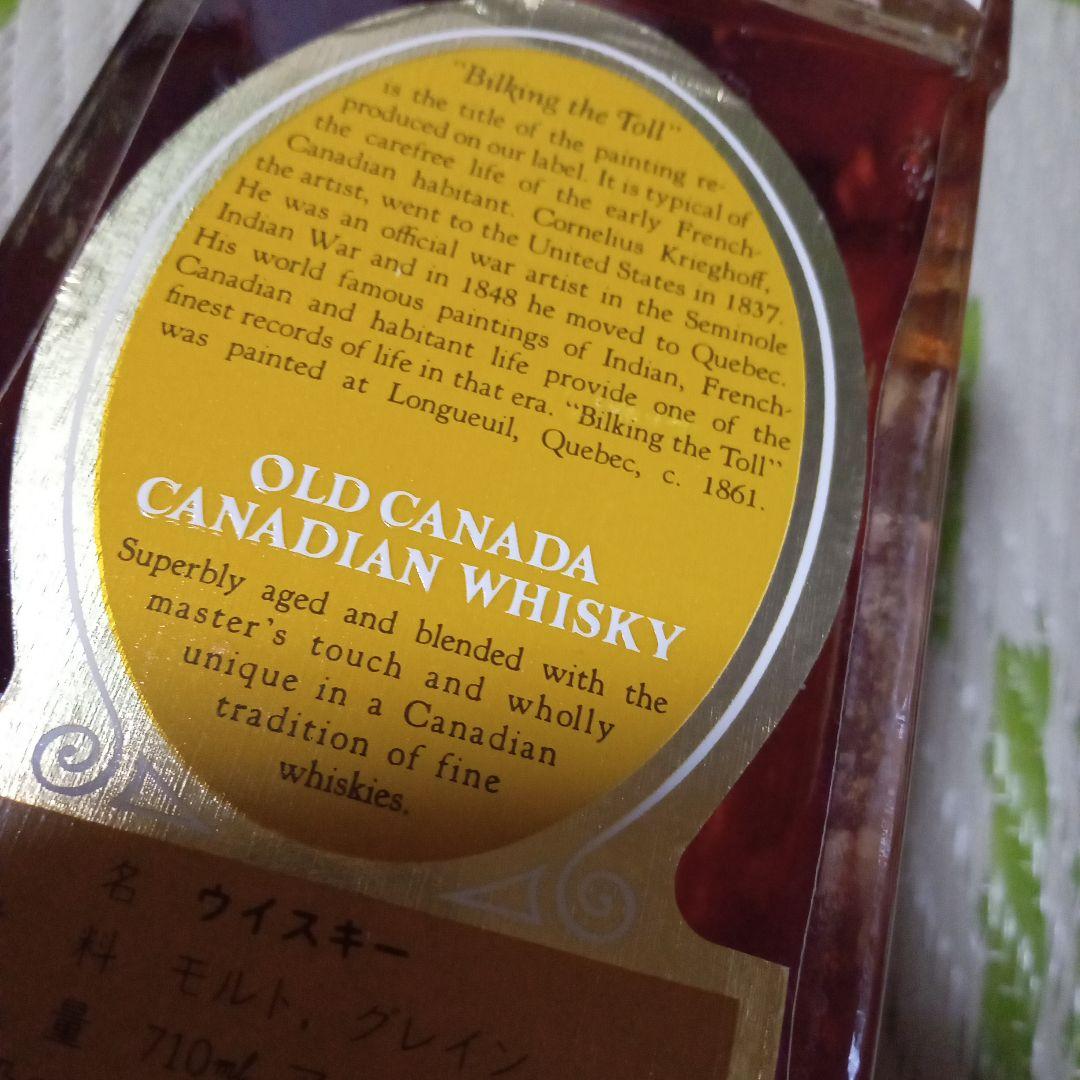 "Bilking the Toll"
is the title of the painting re-
produced on our label. It is typical of
the carefree life of the early French-
Canadian habitant. Cornelius Krieghoff,
the artist, went to the United States in 1837.
He was an official war artist in the Seminole
Indian War and in 1848 he moved to Quebec.
His world famous paintings of Indian, French-
Canadian and habitant life provide one of the
finest records of life in that era. "Bilking the Toll"
was painted at Longueuil, Quebec, c. 1861.
OLD CANADA
CANADIAN WHISKY
Superbly aged and blended with the
master's touch and wholly
unique in a Canadian
tradition of fine
whiskies.
名 ウイスキー
料 モルト、グレイン
量 710ml